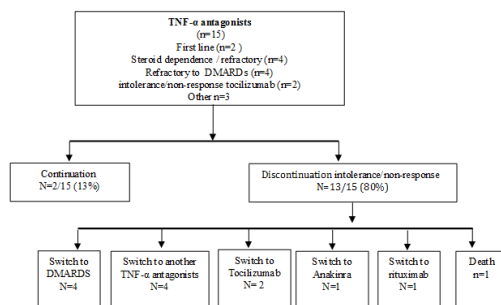 TNF-α antagonists
(n=15)
First line (n=2 )
Steroid dependence / refractory (n=4)
Refractory to DMARDs (n=4)
intolerance/non-response tocilizumab (n=2)
Other n=3
Continuation
N=2/15 (13%)
Discontinuation intolerance/non-response
N=13/15 (80%)
Switch to
DMARDS
N=4
Switch to another
TNF-α antagonists
N=4
Switch to
Tocilizumab
N= 2
Switch to
Anakinra
N=1
Switch to
rituximab
N=1
Death
n=1